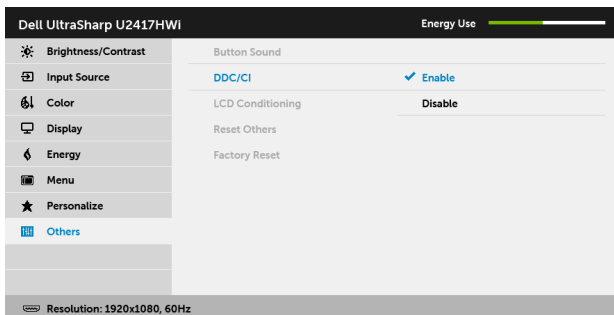 Dell UltraSharp U2417HWi
Energy Use
Brightness/Contrast
Button Sound
Input Source
DDC/CI
Enable
Color
LCD Conditioning
Disable
Display
Reset Others
Energy
Factory Reset
Menu
Personalize
Others
Resolution: 1920x1080, 60Hz